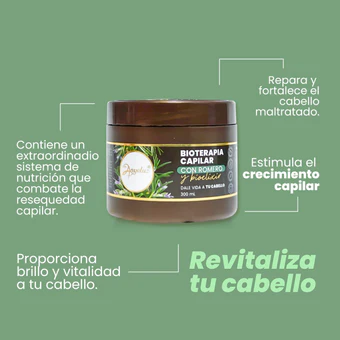 Repara y
fortalece el
cabello
maltratado.
BIOTERAPIA
CAPILAR
CON ROMERO
y bioelixir
DALE VIDA A TU CABELLO
300 mL
Contiene un
extraordinadio
sistema de
nutrición que
combate la
resequedad
capilar.
Estimula el
crecimiento
capilar
Proporciona
brillo y vitalidad
a tu cabello.
Revitaliza
tu cabello